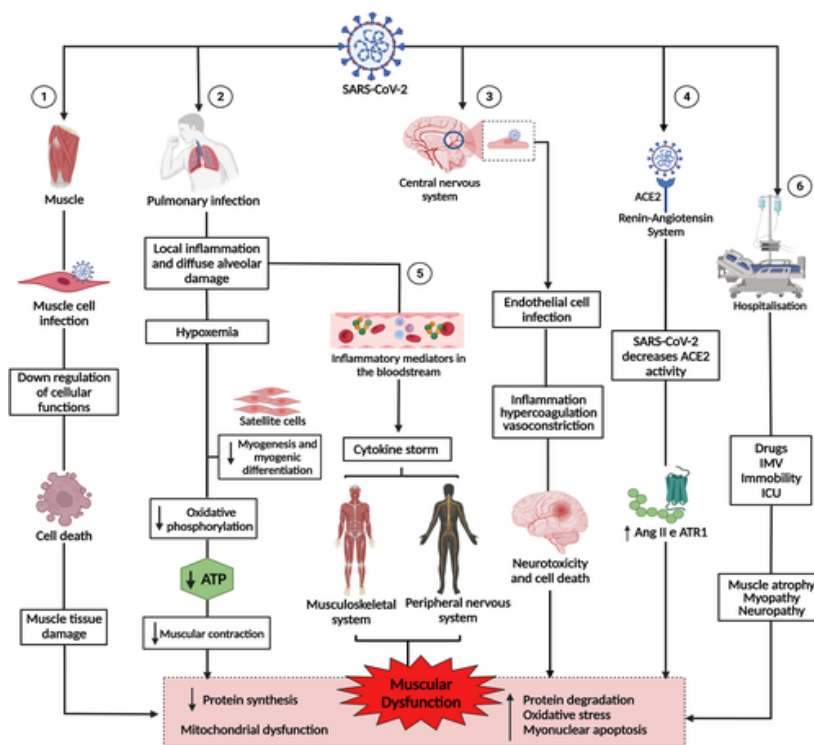 SARS-CoV-2
1
Muscle
Muscle cell
infection
Down regulation
of cellular
functions
Cell death
Muscle tissue
damage
2
Pulmonary infection
Local inflammation
and diffuse alveolar
damage
Hypoxemia
Satellite cells
↓ Myogenesis and
myogenic
differentiation
↓ Oxidative
phosphorylation
↓ ATP
↓ Muscular contraction
5
Inflammatory mediators in
the bloodstream
Cytokine storm
Musculoskeletal
system
Peripheral nervous
system
3
Central nervous
system
Endothelial cell
infection
Inflammation
hypercoagulation
vasoconstriction
Neurotoxicity
and cell death
4
ACE2
Renin-Angiotensin
System
SARS-CoV-2
decreases ACE2
activity
↑ Ang II e ATR1
6
Hospitalisation
Drugs
IMV
Immobility
ICU
Muscle atrophy
Myopathy
Neuropathy
↓ Protein synthesis
Mitochondrial dysfunction
Muscular
Dysfunction
↑ Protein degradation
Oxidative stress
Myonuclear apoptosis